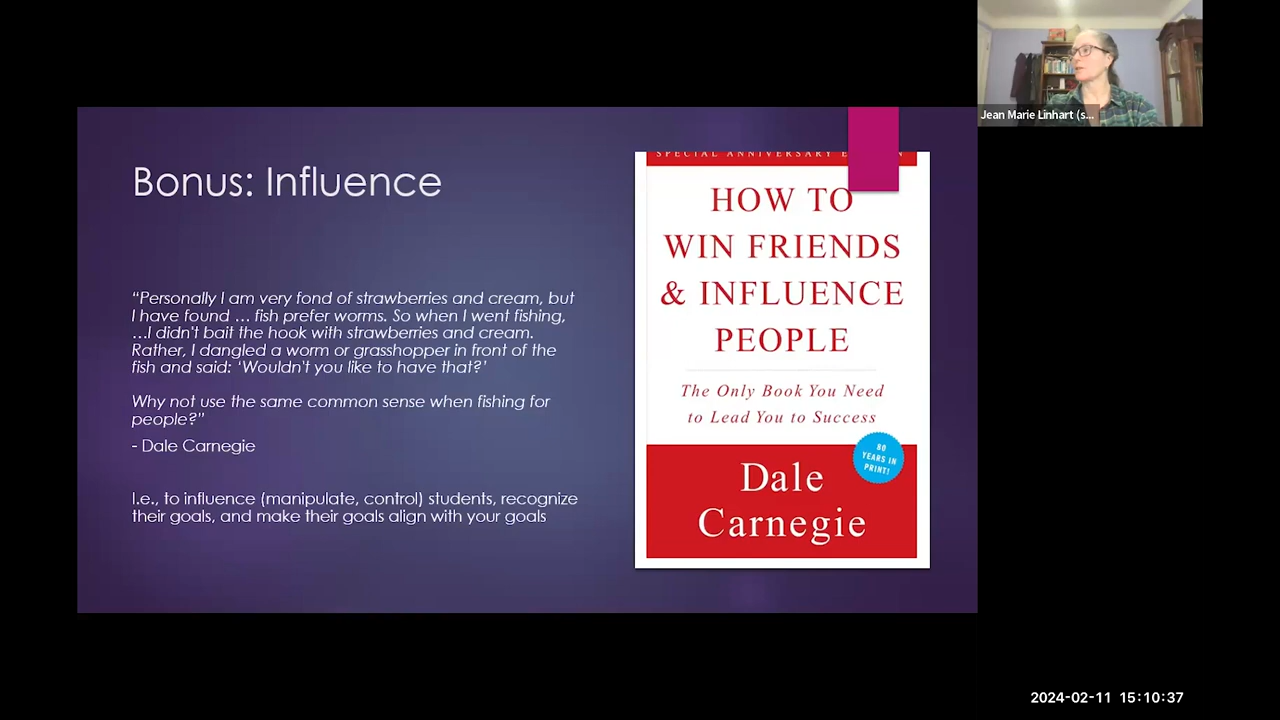 Jean Marie Linhart (s...
Bonus: Influence
“Personally I am very fond of strawberries and cream, but
I have found … fish prefer worms. So when I went fishing,
…I didn't bait the hook with strawberries and cream.
Rather, I dangled a worm or grasshopper in front of the
fish and said: ‘Wouldn't you like to have that?’
Why not use the same common sense when fishing for
people?”
- Dale Carnegie
I.e., to influence (manipulate, control) students, recognize
their goals, and make their goals align with your goals
SPECIAL ANNIVERSARY
HOW TO
WIN FRIENDS
& INFLUENCE
PEOPLE
The Only Book You Need
to Lead You to Success
80
YEARS IN
PRINT!
Dale
Carnegie
2024-02-11 15:10:37